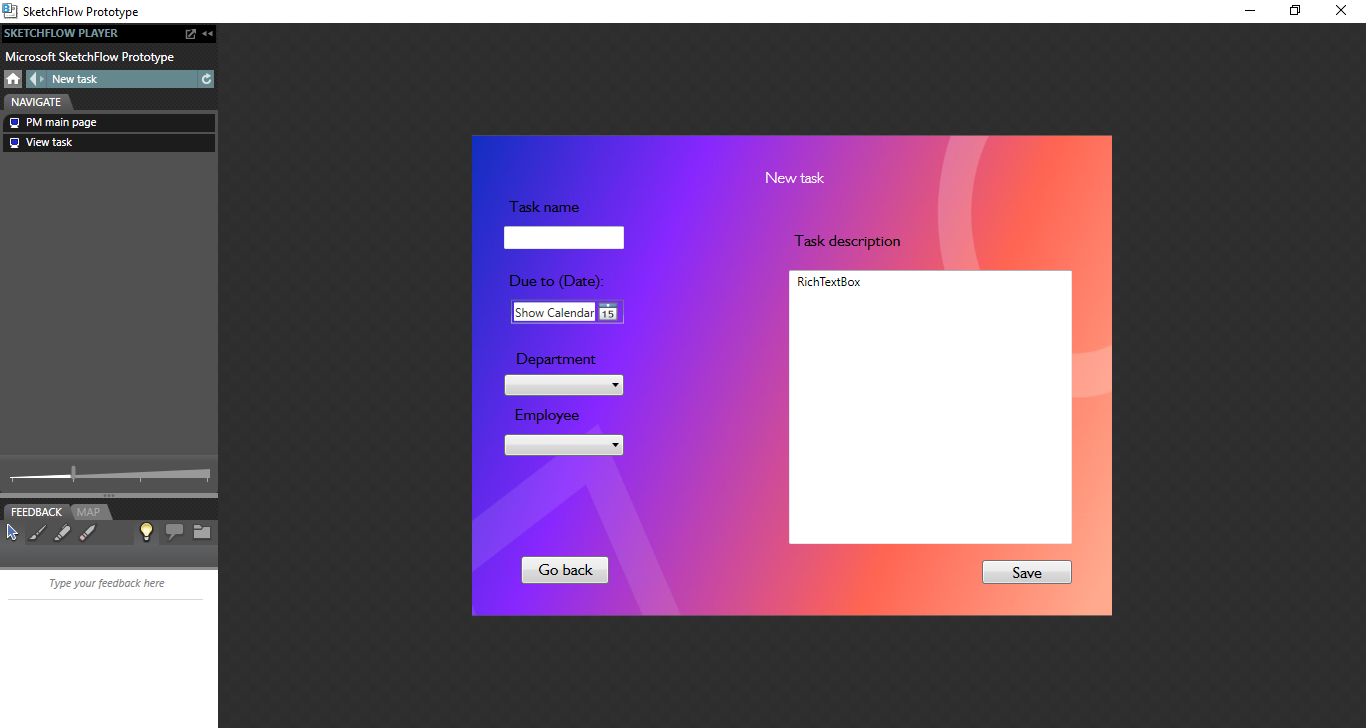 SketchFlow Prototype
SKETCHFLOW PLAYER
Microsoft SketchFlow Prototype
New task
NAVIGATE
PM main page
View task
FEEDBACK MAP
Type your feedback here
New task
Task name
Due to (Date):
Show Calendar 15
Department
Employee
Go back
Task description
RichTextBox
Save